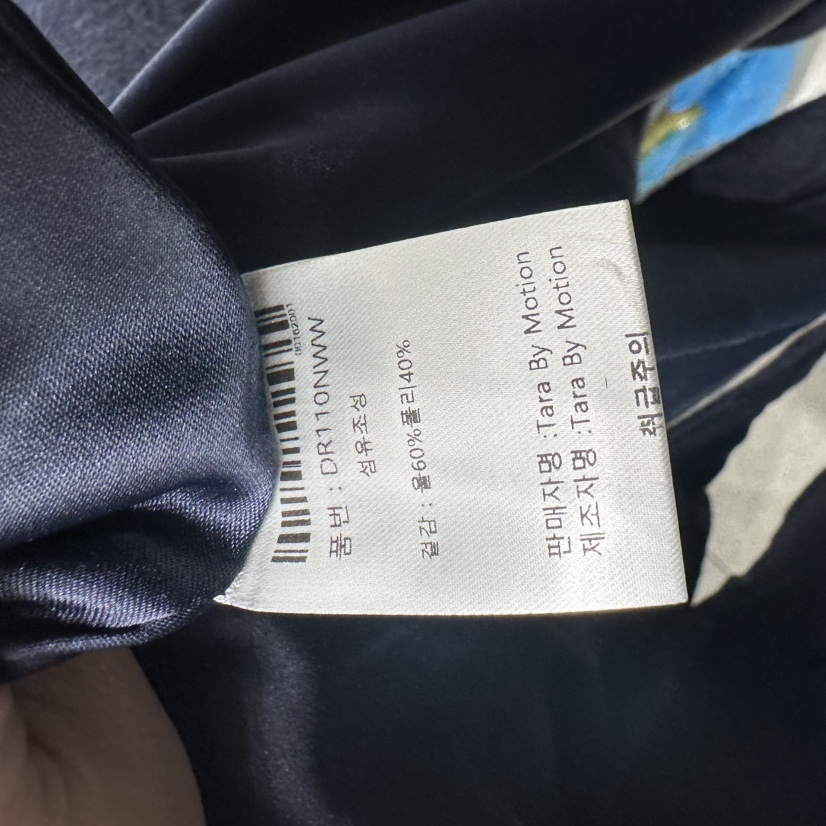 품번 : DR110NWW
섬유조성
겉감 : 울60%폴리40%
판매자명 :Tara By Motion
제조자명 :Tara By Motion
취급주의